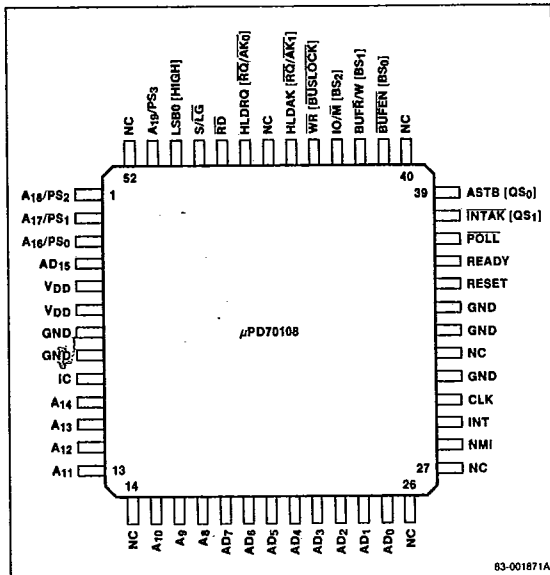 NC
A19/PS3
LSB0 [HIGH]
S/LG
RD
HLDRQ [RQ/AK0]
NC
HLDAK [RQ/AK1]
WR [BUSLOCK]
IO/M [BS2]
BUFR/W [BS1]
BUFEN [BS0]
NC
52
40
1
39
A18/PS2
A17/PS1
A16/PS0
AD15
VDD
VDD
GND
GND
IC
A14
A13
A12
A11
μPD70108
ASTB [QS0]
INTAK [QS1]
POLL
READY
RESET
GND
GND
NC
GND
CLK
INT
NMI
NC
13
27
14
26
NC
A10
A9
A8
AD7
AD6
AD5
AD4
AD3
AD2
AD1
AD0
NC
83-001871A